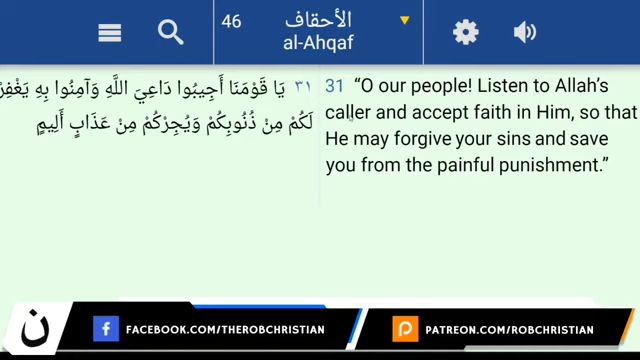 46
الأحقاف
al-Ahqaf
٣١ يَا قَوْمَنَا أَجِيبُوا دَاعِيَ اللَّهِ وَآمِنُوا بِهِ يَغْفِرْ
لَكُمْ مِنْ ذُنُوبِكُمْ وَيُجِرْكُمْ مِنْ عَذَابٍ أَلِيمٍ
31 “O our people! Listen to Allah’s
caller and accept faith in Him, so that
He may forgive your sins and save
you from the painful punishment.”
ن
FACEBOOK.COM/THEROBCHRISTIAN
PATREON.COM/ROBCHRISTIAN